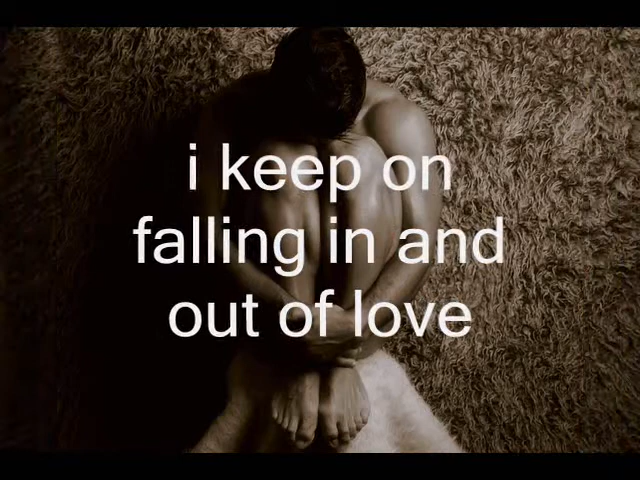 i keep on
falling in and
out of love